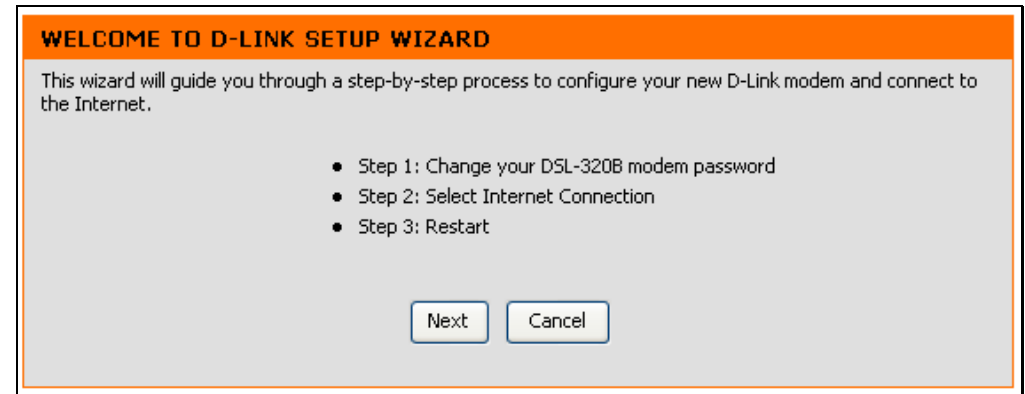 WELCOME TO D-LINK SETUP WIZARD
This wizard will guide you through a step-by-step process to configure your new D-Link modem and connect to
the Internet.
• Step 1: Change your DSL-320B modem password
• Step 2: Select Internet Connection
• Step 3: Restart
Next Cancel